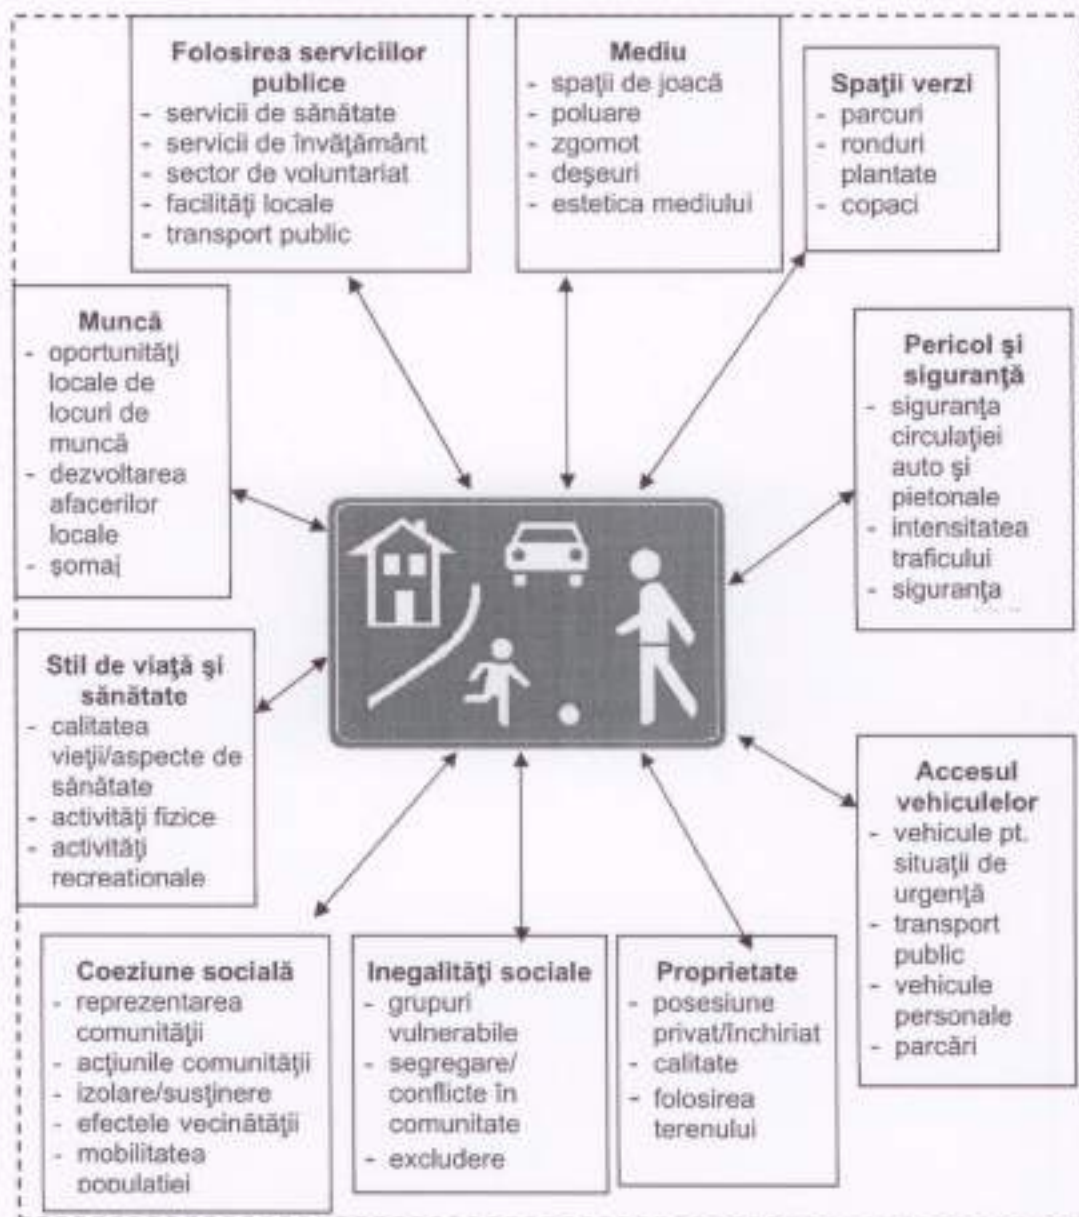 Folosirea serviciilor
publice
- servicii de sănătate
- servicii de învăţământ
- sector de voluntariat
- facilităţi locale
- transport public
Mediu
- spaţii de joacă
- poluare
- zgomot
- deşeuri
- estetica mediului
Spaţii verzi
- parcuri
- ronduri
plantate
- copaci
Muncă
- oportunităţi
locale de
locuri de
muncă
- dezvoltarea
afacerilor
locale
- şomaj
Pericol şi
siguranţă
- siguranţa
circulaţiei
auto şi
pietonale
- intensitatea
traficului
- siguranţa
Stil de viaţă şi
sănătate
- calitatea
vieţii/aspecte de
sănătate
- activităţi fizice
- activităţi
recreationale
Accesul
vehiculelor
- vehicule pt.
situaţii de
urgenţă
- transport
public
- vehicule
personale
- parcări
Coeziune socială
- reprezentarea
comunităţii
- acţiunile comunităţii
- izolare/susţinere
- efectele vecinătăţii
- mobilitatea
populatiei
Inegalităţi sociale
- grupuri
vulnerabile
- segregare/
conflicte în
comunitate
- excludere
Proprietate
- posesiune
privat/închiriat
- calitate
- folosirea
terenului